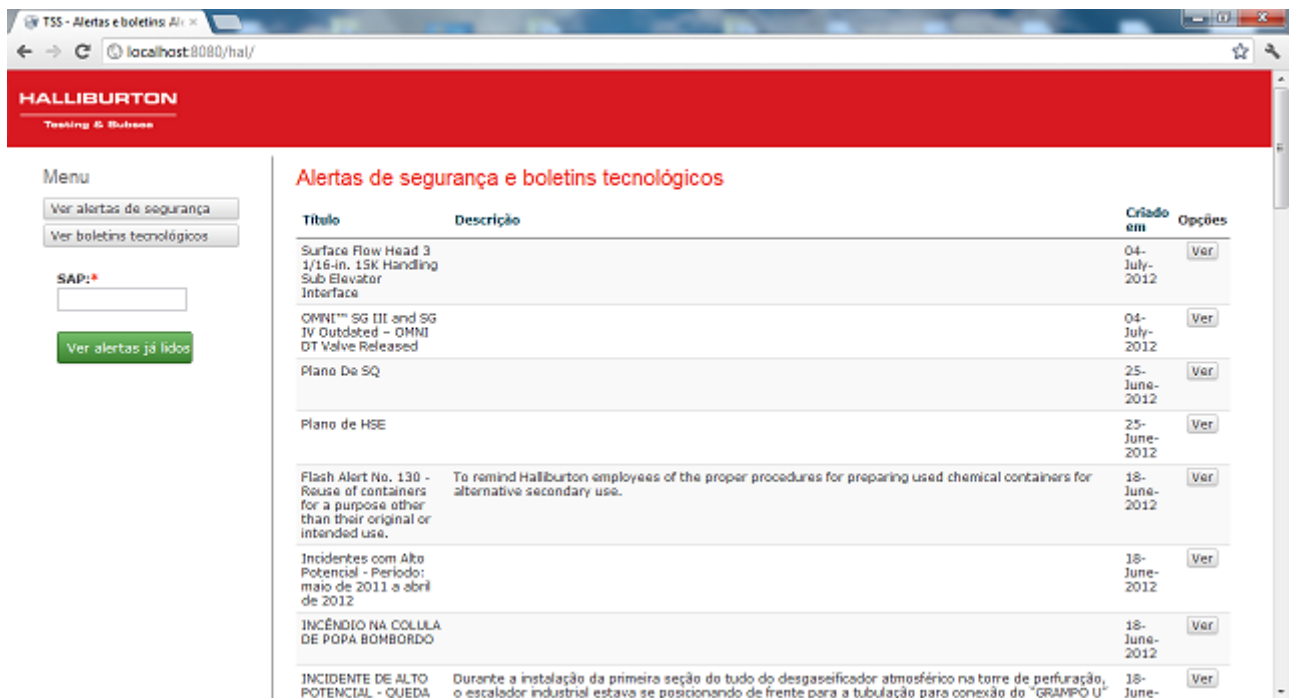 TSS - Alertas e boletins: Ale
localhost:8080/hal/
HALLIBURTON
Testing & Subsea
Menu
Ver alertas de segurança
Ver boletins tecnológicos
SAP:*
Ver alertas já lidos
Alertas de segurança e boletins tecnológicos
Título Descrição Criado em Opções
Surface Flow Head 3 04- Ver
1/16-in. 15K Handling July-
Sub Elevator 2012
Interface
OMNI™ SG III and SG 04- Ver
IV Outdated – OMNI July-
DT Valve Released 2012
Plano De SQ 25- Ver
June-
2012
Plano de HSE 25- Ver
June-
2012
Flash Alert No. 130 - To remind Halliburton employees of the proper procedures for preparing used chemical containers for 18- Ver
Reuse of containers alternative secondary use. June-
for a purpose other 2012
than their original or
intended use.
Incidentes com Alto 18- Ver
Potencial - Período: June-
maio de 2011 a abril 2012
de 2012
INCÊNDIO NA COLULA 18- Ver
DE POPA BOMBORDO June-
2012
INCIDENTE DE ALTO Durante a instalação da primeira seção do tudo do desgaseificador atmosférico na torre de perfuração, 18- Ver
POTENCIAL - QUEDA o escalador industrial estava se posicionando de frente para a tubulação para conexão do "GRAMPO U" June-